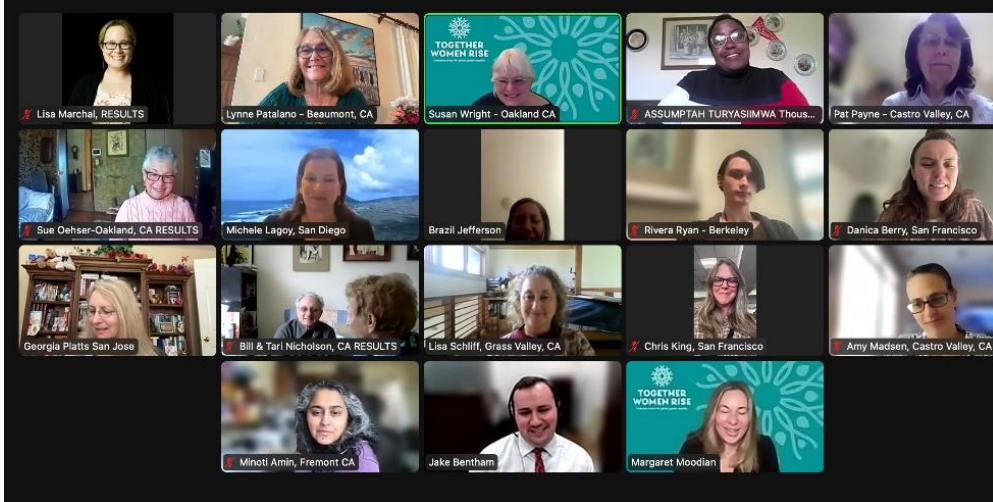 Lisa Marchal, RESULTS
Lynne Patalano - Beaumont, CA
TOGETHER
WOMEN RISE
Susan Wright - Oakland CA
ASSUMPTAH TURYASIIMWA Thous...
Pat Payne - Castro Valley, CA
Sue Oehser-Oakland, CA RESULTS
Michele Lagoy, San Diego
Brazil Jefferson
Rivera Ryan - Berkeley
Danica Berry, San Francisco
Georgia Platts San Jose
Bill & Tari Nicholson, CA RESULTS
Lisa Schliff, Grass Valley, CA
Chris King, San Francisco
Amy Madsen, Castro Valley, CA
Minoti Amin, Fremont CA
Jake Bentham
TOGETHER
WOMEN RISE
Margaret Moodian